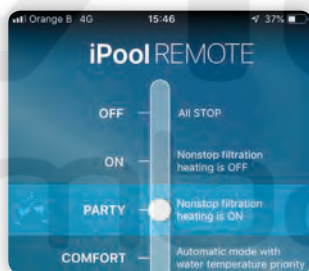 Orange B 4G 15:46 37%
iPool REMOTE
OFF All STOP
ON Nonstop filtration
heating is OFF
PARTY Nonstop filtration
heating is ON
COMFORT Automatic mode with
water temperature priority